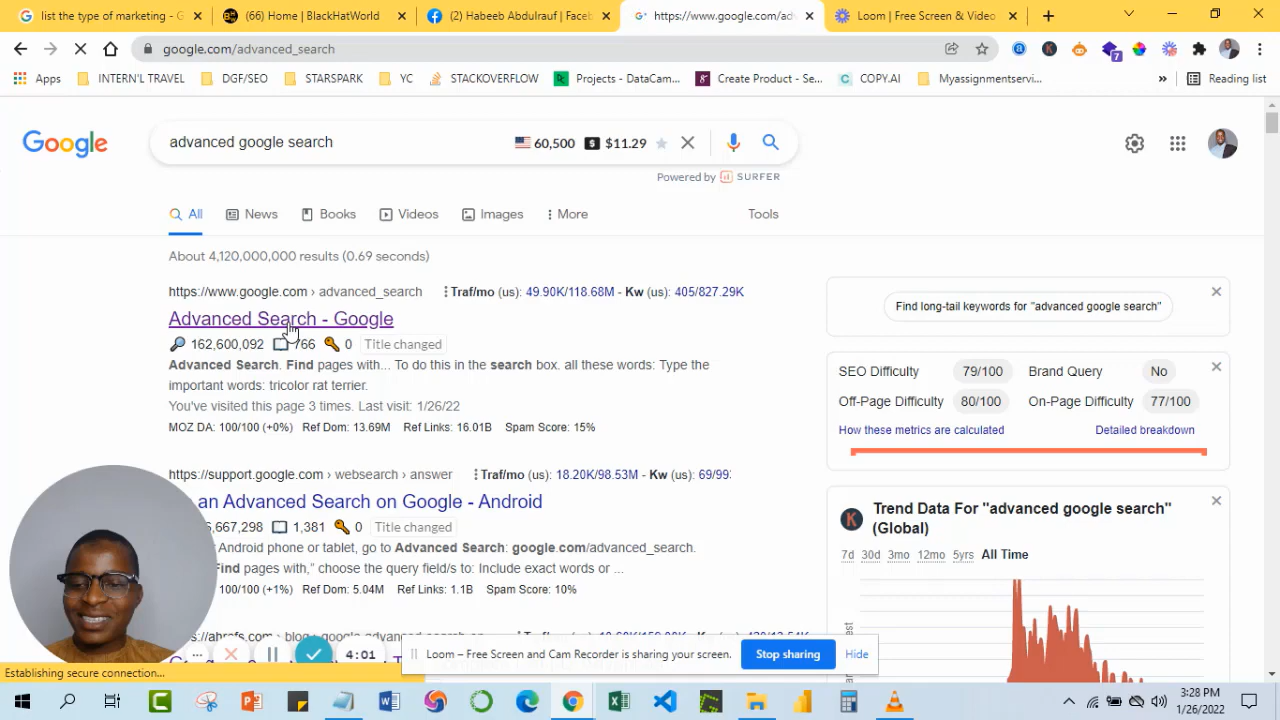 list the type of marketing - G
(66) Home | BlackHatWorld
(2) Habeeb Abdulrauf | Faceb
https://www.google.com/adv
Loom | Free Screen & Video
google.com/advanced_search
7
Apps
INTERN'L TRAVEL
DGF/SEO
STARSPARK
YC
STACKOVERFLOW
Projects - DataCam...
Create Product - Se...
COPY.AI
Myassignmentservi...
»
Reading list
Google
advanced google search
60,500
$11.29
Powered by SURFER
All
News
Books
Videos
Images
More
Tools
About 4,120,000,000 results (0.69 seconds)
https://www.google.com › advanced_search
Traf/mo (us): 49.90K/118.68M - Kw (us): 405/827.29K
Advanced Search - Google
162,600,092
766
0
Title changed
Advanced Search. Find pages with... To do this in the search box. all these words: Type the
important words: tricolor rat terrier.
You've visited this page 3 times. Last visit: 1/26/22
MOZ DA: 100/100 (+0%) Ref Dom: 13.69M Ref Links: 16.01B Spam Score: 15%
https://support.google.com › websearch › answer
Traf/mo (us): 18.20K/98.53M - Kw (us): 69/99
an Advanced Search on Google - Android
6,667,298
1,381
0
Title changed
Android phone or tablet, go to Advanced Search: google.com/advanced_search.
Find pages with," choose the query field/s to: Include exact words or ...
100/100 (+1%) Ref Dom: 5.04M Ref Links: 1.1B Spam Score: 10%
Find long-tail keywords for "advanced google search"
SEO Difficulty 79/100 Brand Query No
Off-Page Difficulty 80/100 On-Page Difficulty 77/100
How these metrics are calculated
Detailed breakdown
K
Trend Data For "advanced google search"
(Global)
7d 30d 3mo 12mo 5yrs All Time
4:01
Loom – Free Screen and Cam Recorder is sharing your screen.
Stop sharing
Hide
Establishing secure connection...
3:28 PM
1/26/2022